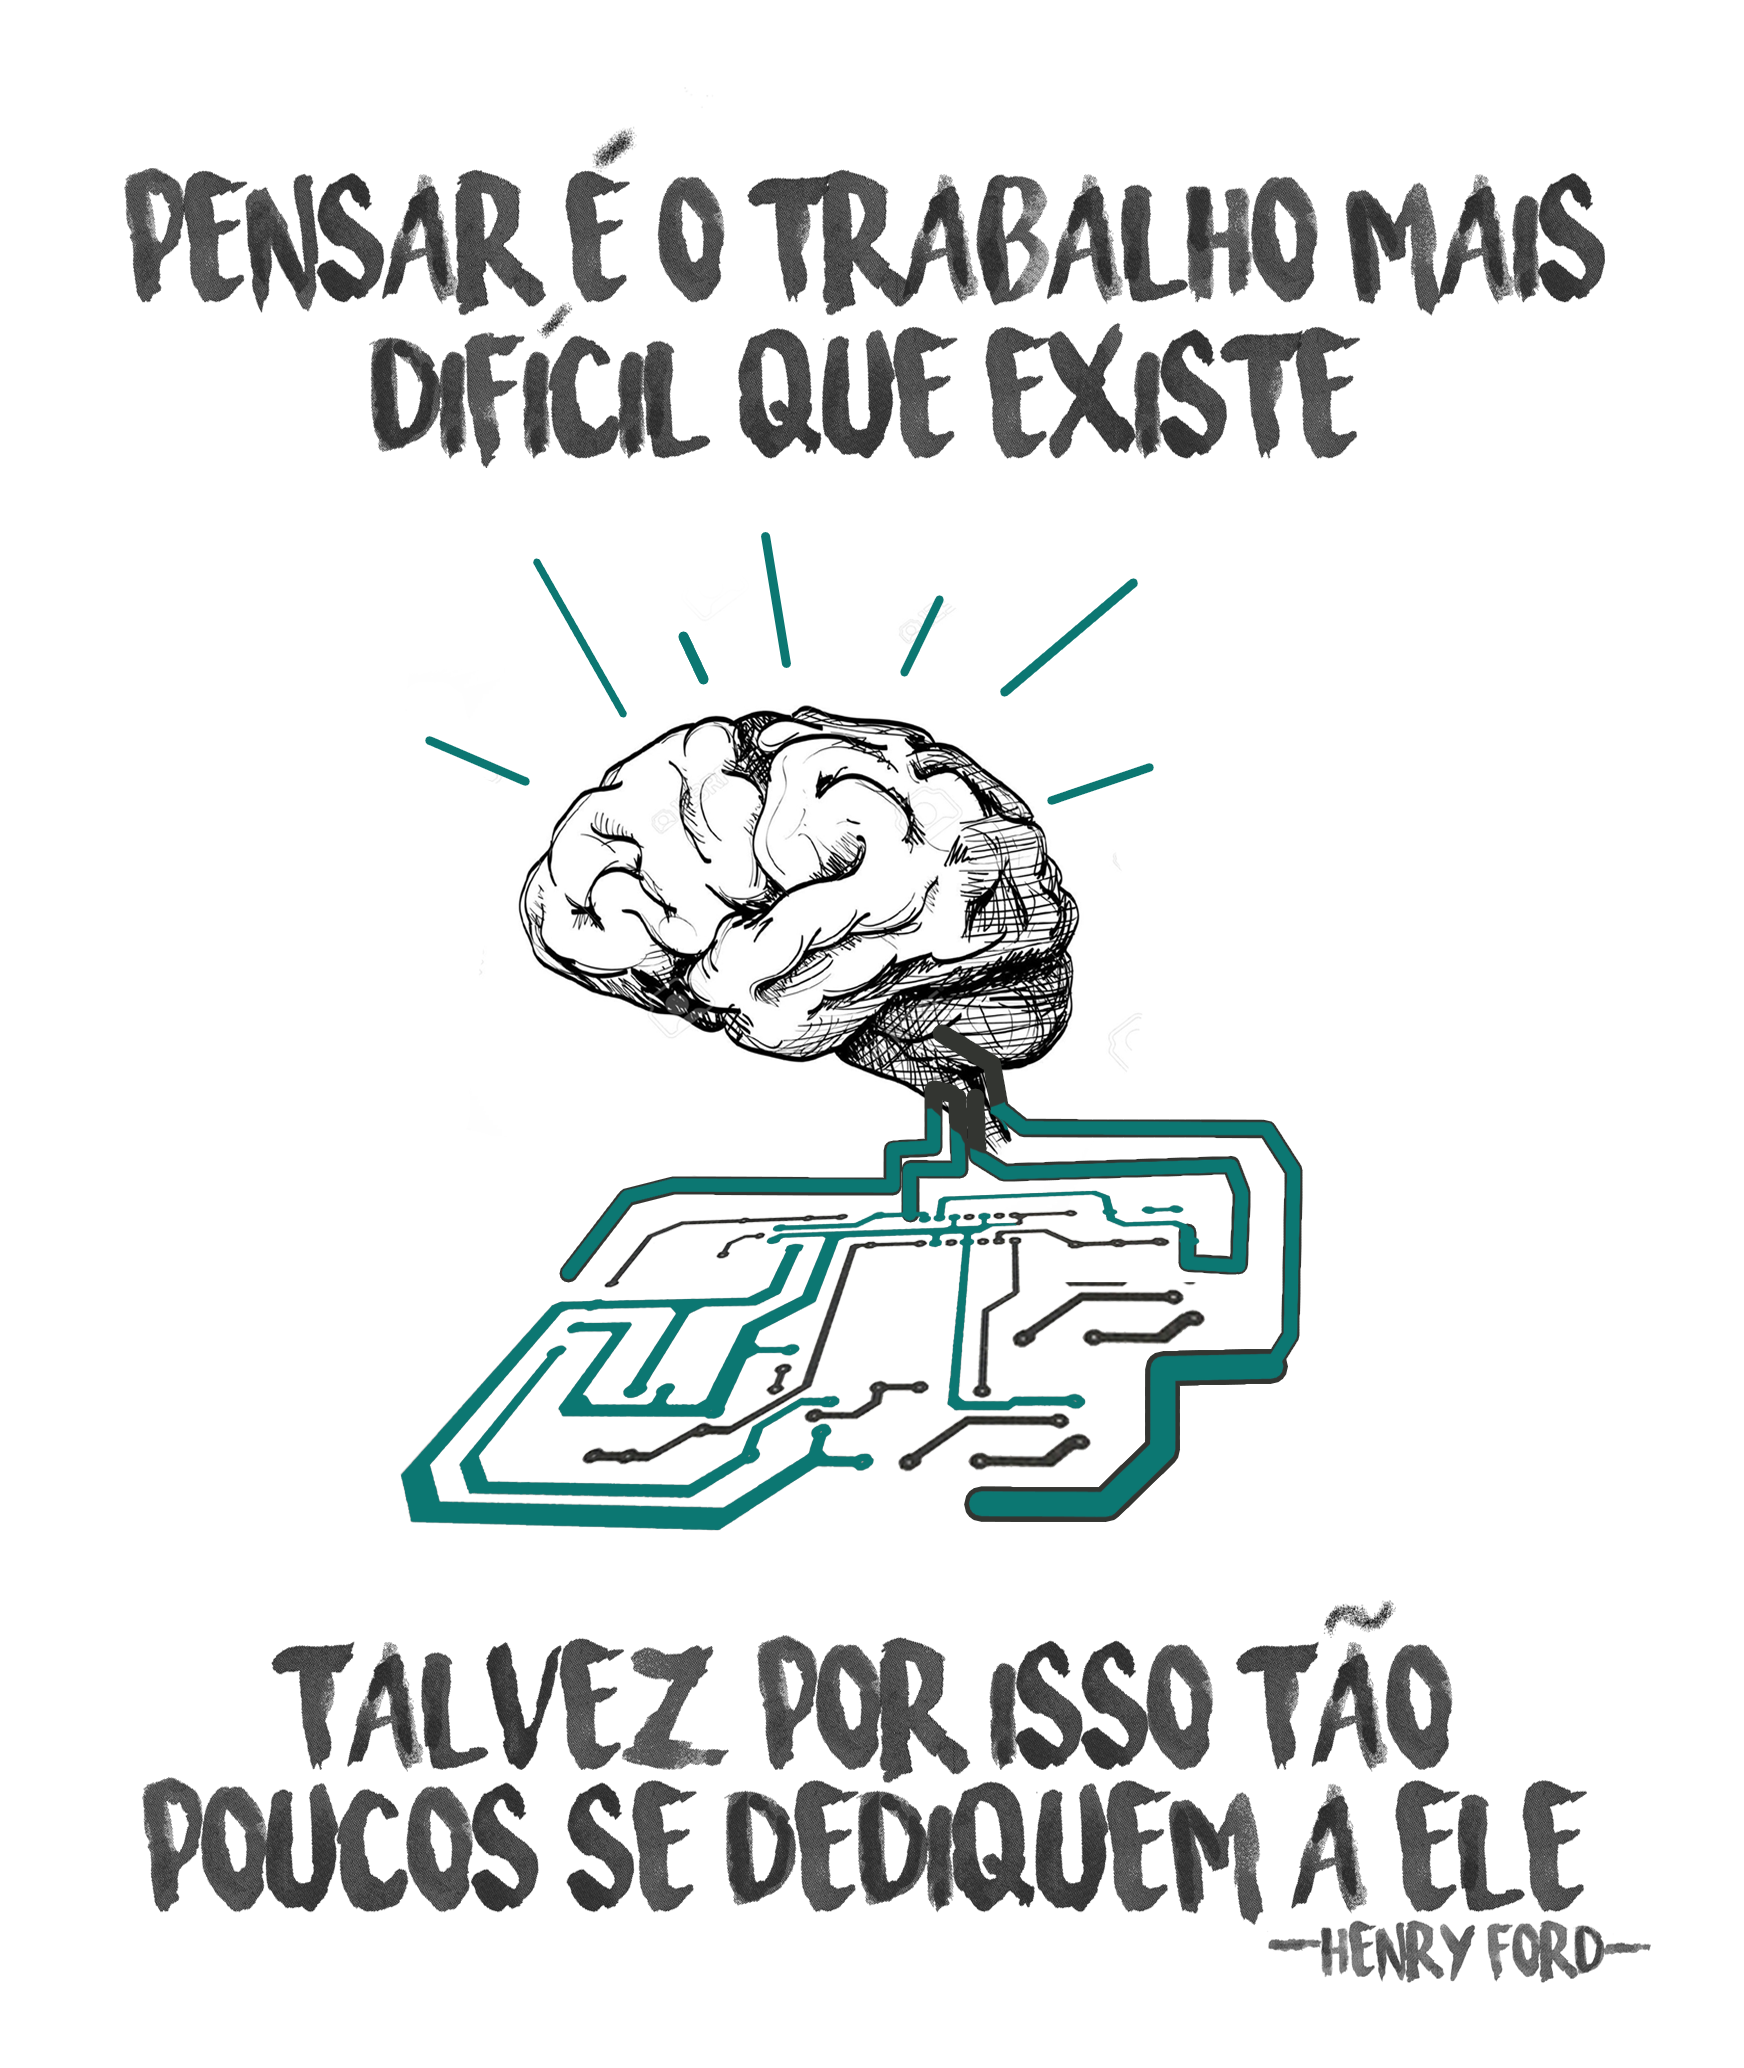 PENSAR É O TRABALHO MAIS
DIFÍCIL QUE EXISTE
TALVEZ POR ISSO TÃO
POUCOS SE DEDIQUEM A ELE
—HENRY FORD—